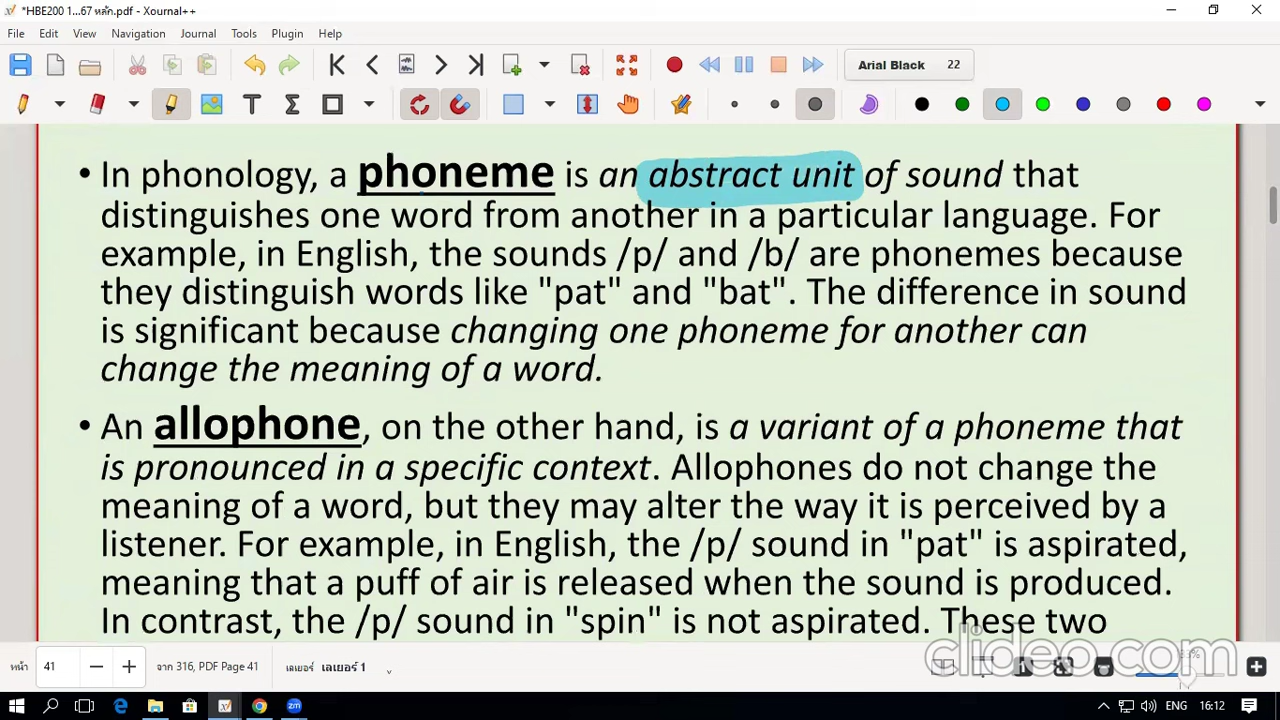 *HBE200 1...67 หลัก.pdf - Xournal++
File Edit View Navigation Journal Tools Plugin Help
Arial Black 22
• In phonology, a phoneme is an abstract unit of sound that
distinguishes one word from another in a particular language. For
example, in English, the sounds /p/ and /b/ are phonemes because
they distinguish words like "pat" and "bat". The difference in sound
is significant because changing one phoneme for another can
change the meaning of a word.
• An allophone, on the other hand, is a variant of a phoneme that
is pronounced in a specific context. Allophones do not change the
meaning of a word, but they may alter the way it is perceived by a
listener. For example, in English, the /p/ sound in "pat" is aspirated,
meaning that a puff of air is released when the sound is produced.
In contrast, the /p/ sound in "spin" is not aspirated. These two
clideo.com
หน้า 41 จาก 316, PDF Page 41 เลเยอร์ เลเยอร์ 1
ENG 16:12